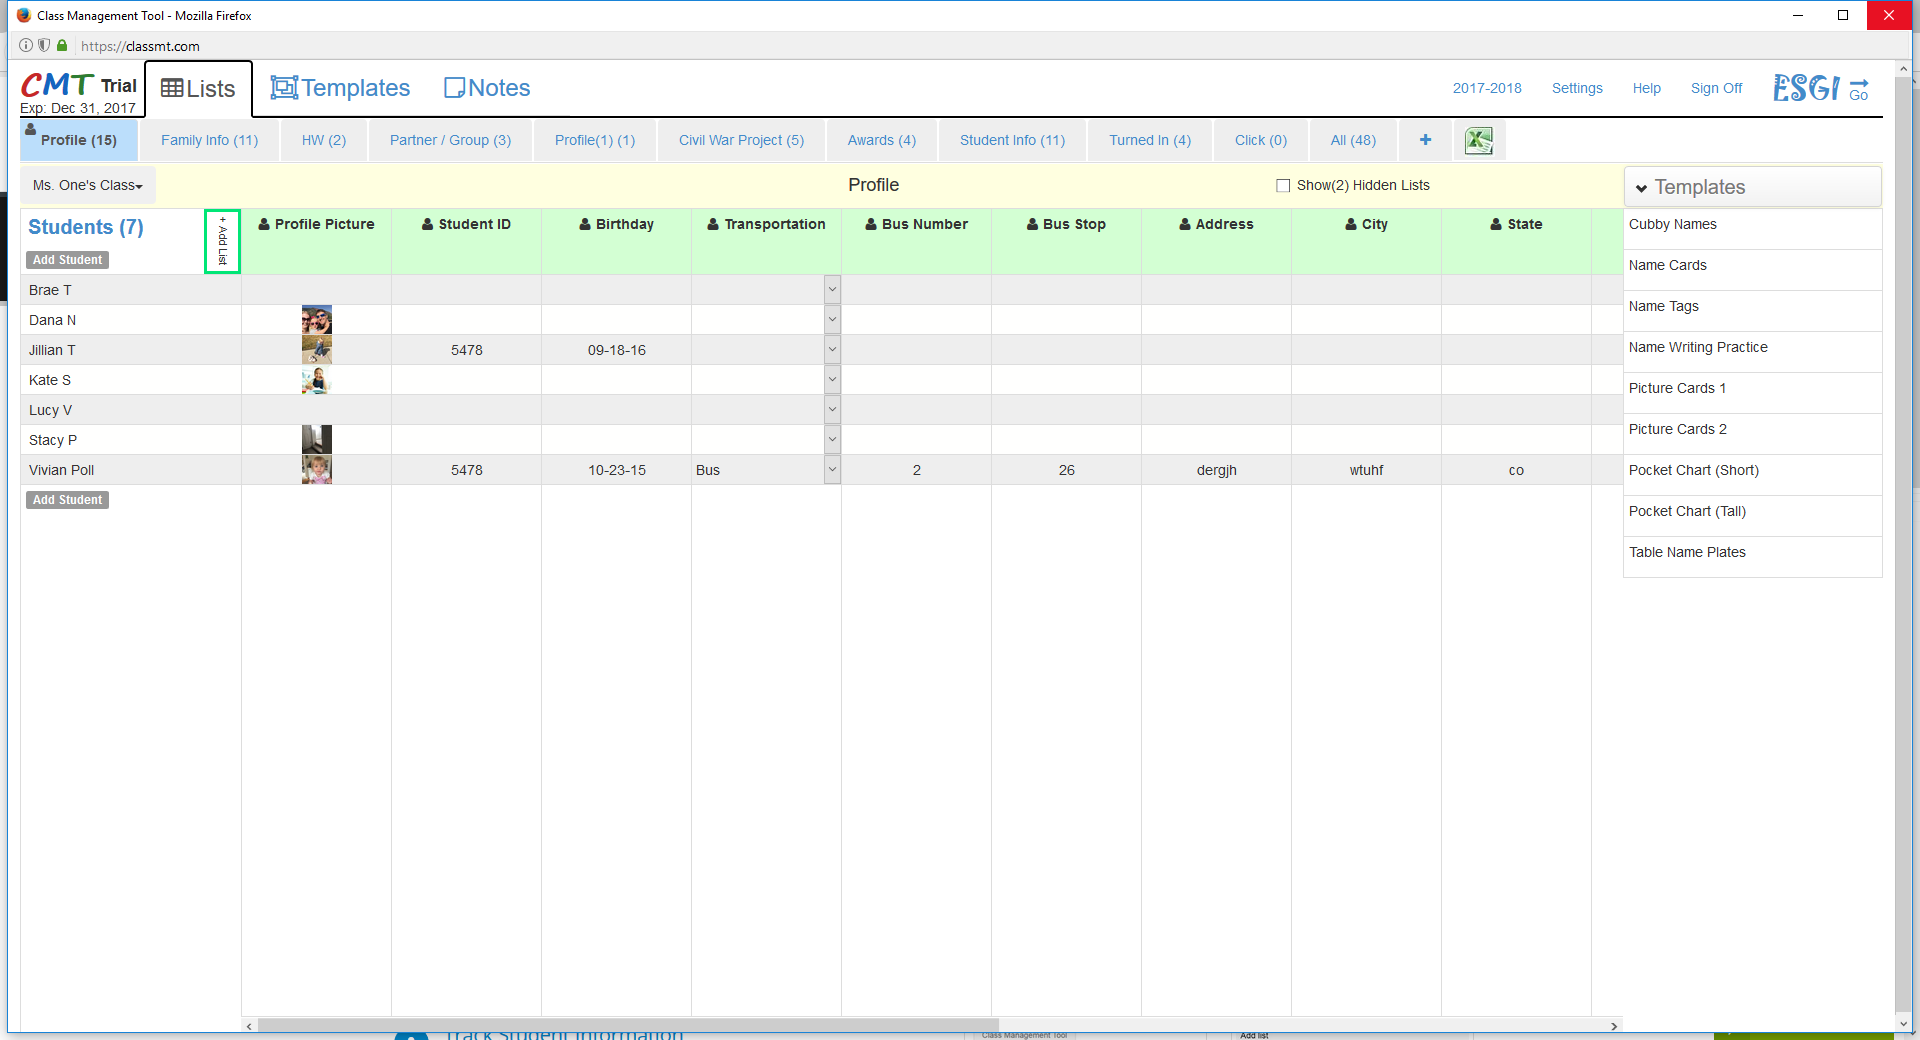 Class Management Tool - Mozilla Firefox
https://classmt.com
CMT Trial
Exp: Dec 31, 2017
Lists
Templates
Notes
2017-2018
Settings
Help
Sign Off
ESGI
Go
Profile (15)
Family Info (11)
HW (2)
Partner / Group (3)
Profile(1) (1)
Civil War Project (5)
Awards (4)
Student Info (11)
Turned In (4)
Click (0)
All (48)
+
Ms. One's Class
Profile
Show(2) Hidden Lists
Templates
Students (7)
Add Student
+ Add List
Profile Picture
Student ID
Birthday
Transportation
Bus Number
Bus Stop
Address
City
State
Brae T
Dana N
Jillian T 5478 09-18-16
Kate S
Lucy V
Stacy P
Vivian Poll 5478 10-23-15 Bus 2 26 dergjh wtuhf co
Add Student
Cubby Names
Name Cards
Name Tags
Name Writing Practice
Picture Cards 1
Picture Cards 2
Pocket Chart (Short)
Pocket Chart (Tall)
Table Name Plates
Track Student Information
Class Management Tool
Add list